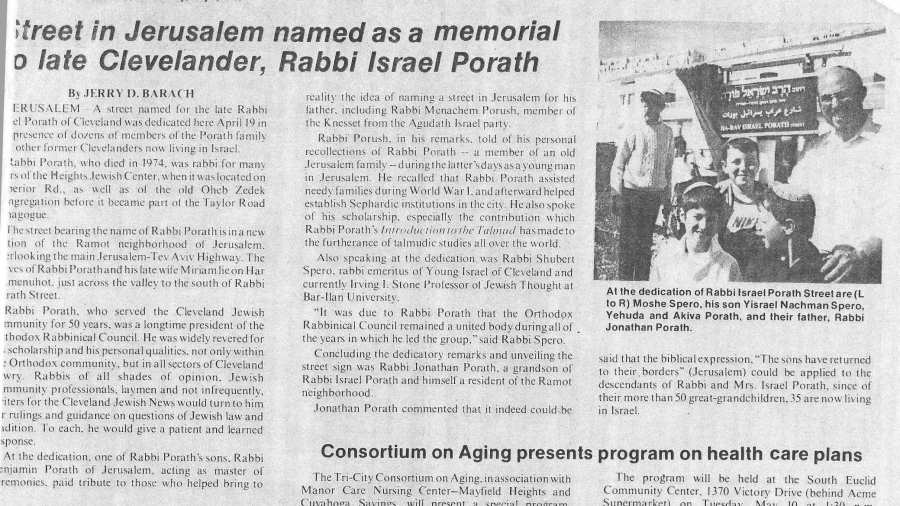 treet in Jerusalem named as a memorial
o late Clevelander, Rabbi Israel Porath
By JERRY D. BARACH
ERUSALEM - A street named for the late Rabbi
el Porath of Cleveland was dedicated here April 19 in
presence of dozens of members of the Porath family
other former Clevelanders now living in Israel.
abbi Porath, who died in 1974, was rabbi for many
rs of the Heights Jewish Center, when it was located on
erior Rd., as well as of the old Oheb Zedek
ngregation before it became part of the Taylor Road
nagogue.
The street bearing the name of Rabbi Porath is in a new
tion of the Ramot neighborhood of Jerusalem,
erlooking the main Jerusalem-Tev Aviv Highway. The
ves of Rabbi Porath and his late wife Miriam lie on Har
menuhot, just across the valley to the south of Rabbi
rath Street.
Rabbi Porath, who served the Cleveland Jewish
mmunity for 50 years, was a longtime president of the
thodox Rabbinical Council. He was widely revered for
scholarship and his personal qualities, not only within
Orthodox community, but in all sectors of Cleveland
wry. Rabbis of all shades of opinion, Jewish
mmunity professionals, laymen and not infrequently,
iters for the Cleveland Jewish News would turn to him
r rulings and guidance on questions of Jewish law and
dition. To each, he would give a patient and learned
sponse.
At the dedication, one of Rabbi Porath's sons, Rabbi
enjamin Porath of Jerusalem, acting as master of
remonies, paid tribute to those who helped bring to
reality the idea of naming a street in Jerusalem for his
father, including Rabbi Menachem Porush, member of
the Knesset from the Agudath Israel party.
Rabbi Porush, in his remarks, told of his personal
recollections of Rabbi Porath -- a member of an old
Jerusalem family -- during the latter's days as a young man
in Jerusalem. He recalled that Rabbi Porath assisted
needy families during World War I, and afterward helped
establish Sephardic institutions in the city. He also spoke
of his scholarship, especially the contribution which
Rabbi Porath's Introduction to the Talmud has made to
the furtherance of talmudic studies all over the world.
Also speaking at the dedication was Rabbi Shubert
Spero, rabbi emeritus of Young Israel of Cleveland and
currently Irving I. Stone Professor of Jewish Thought at
Bar-Ilan University.
"It was due to Rabbi Porath that the Orthodox
Rabbinical Council remained a united body during all of
the years in which he led the group," said Rabbi Spero.
Concluding the dedicatory remarks and unveiling the
street sign was Rabbi Jonathan Porath, a grandson of
Rabbi Israel Porath and himself a resident of the Ramot
neighborhood.
Jonathan Porath commented that it indeed could be
הרב ישראל פורת
HA-RAV ISRAEL PORATH
At the dedication of Rabbi Israel Porath Street are (L
to R) Moshe Spero, his son Yisrael Nachman Spero,
Yehuda and Akiva Porath, and their father, Rabbi
Jonathan Porath.
said that the biblical expression, "The sons have returned
to their borders" (Jerusalem) could be applied to the
descendants of Rabbi and Mrs. Israel Porath, since of
their more than 50 great-grandchildren, 35 are now living
in Israel.
Consortium on Aging presents program on health care plans
The Tri-City Consortium on Aging, in association with
Manor Care Nursing Center—Mayfield Heights and
Cuyahoga Savings, will present a special program
The program will be held at the South Euclid
Community Center, 1370 Victory Drive (behind Acme
Supermarket) on Tuesday, May 10 at 1:30 p.m.